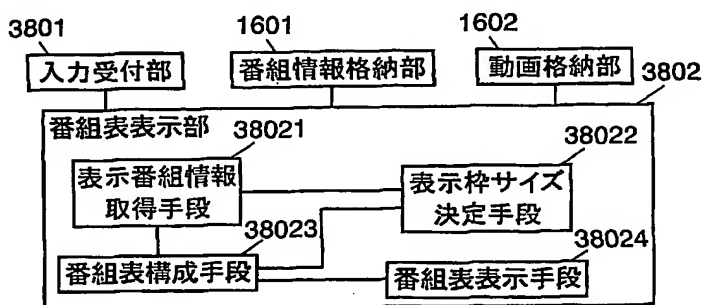 3801
1601
1602
入力受付部
番組情報格納部
動画格納部
3802
番組表表示部
38021
38022
表示番組情報
取得手段
表示枠サイズ
決定手段
38023
38024
番組表構成手段
番組表表示手段